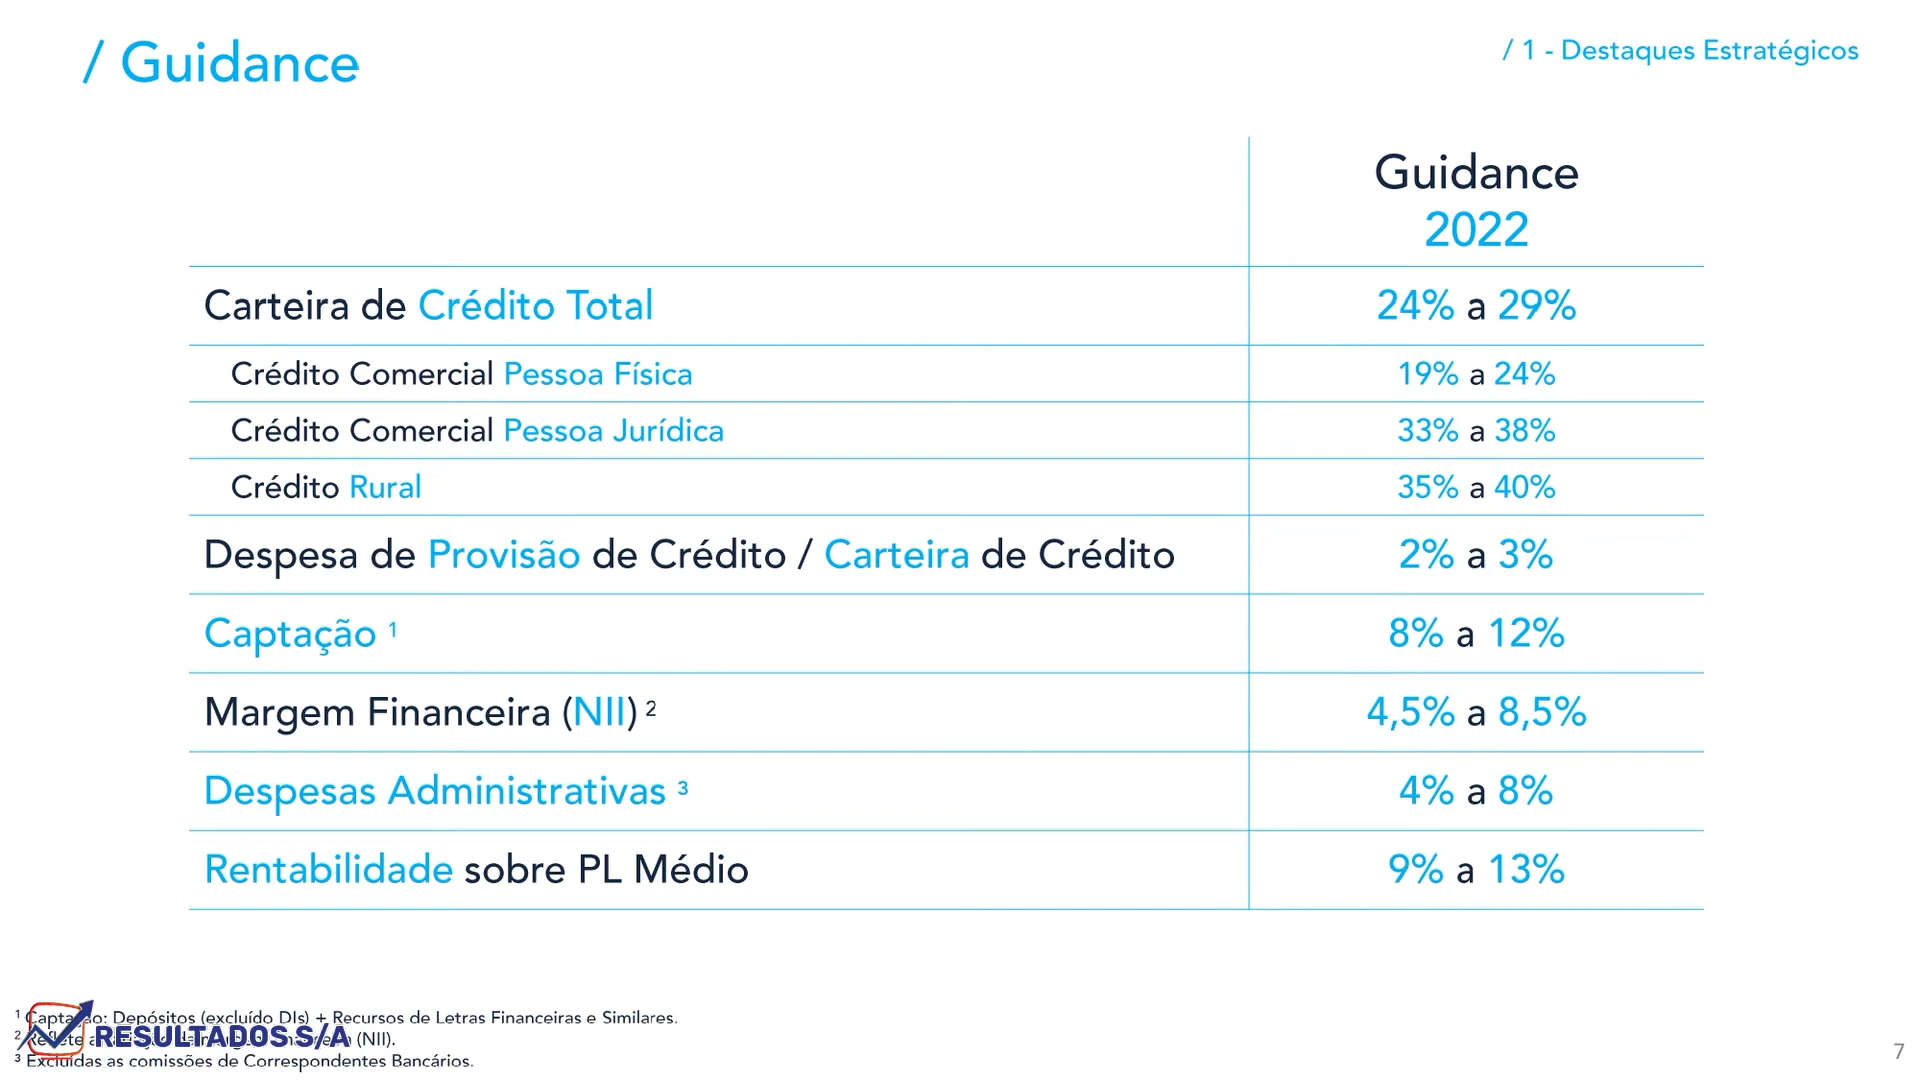 / Guidance
/ 1 - Destaques Estratégicos
Guidance
2022
Carteira de Crédito Total 24% a 29%
Crédito Comercial Pessoa Física 19% a 24%
Crédito Comercial Pessoa Jurídica 33% a 38%
Crédito Rural 35% a 40%
Despesa de Provisão de Crédito / Carteira de Crédito 2% a 3%
Captação ¹ 8% a 12%
Margem Financeira (NII) ² 4,5% a 8,5%
Despesas Administrativas ³ 4% a 8%
Rentabilidade sobre PL Médio 9% a 13%
¹ Captação: Depósitos (excluído DIs) + Recursos de Letras Financeiras e Similares.
² (NII).
RESULTADOS S/A
³ Excluídas as comissões de Correspondentes Bancários.
7